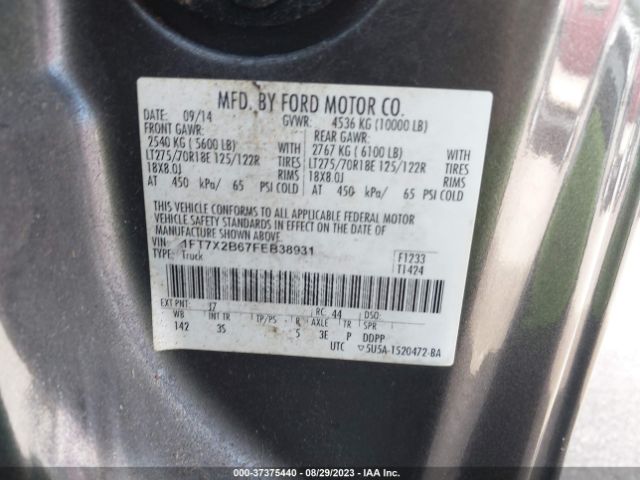 MFD. BY FORD MOTOR CO.
DATE: 09/14 GVWR: 4536 KG (10000 LB)
FRONT GAWR: REAR GAWR:
2540 KG ( 5600 LB) WITH 2767 KG ( 6100 LB) WITH
LT275/70R18E 125/122R TIRES LT275/70R18E 125/122R TIRES
18X8.0J RIMS 18X8.0J RIMS
AT 450 kPa/ 65 PSI COLD AT 450 kPa/ 65 PSI COLD
THIS VEHICLE CONFORMS TO ALL APPLICABLE FEDERAL MOTOR
VEHICLE SAFETY STANDARDS IN EFFECT ON THE DATE OF
MANUFACTURE SHOWN ABOVE.
VIN: 1FT7X2B67FEB38931 F1233
TYPE: Truck T1424
EXT PNT: J7 RC: 44 DSO:
WB INT TR TP/PS R AXLE TR SPR
142 3S 5 3E P DDPP
UTC ▽5U5A-1520472-BA
©-37375440 - 08/29/2023 - IAA Inc.